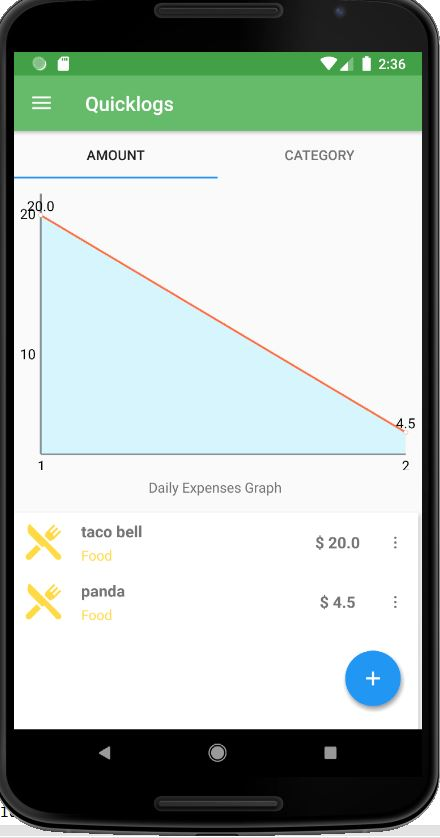 2:36
Quicklogs
AMOUNT CATEGORY
20.0
20
10
4.5
1 2
Daily Expenses Graph
taco bell
$ 20.0
Food
panda
$ 4.5
Food